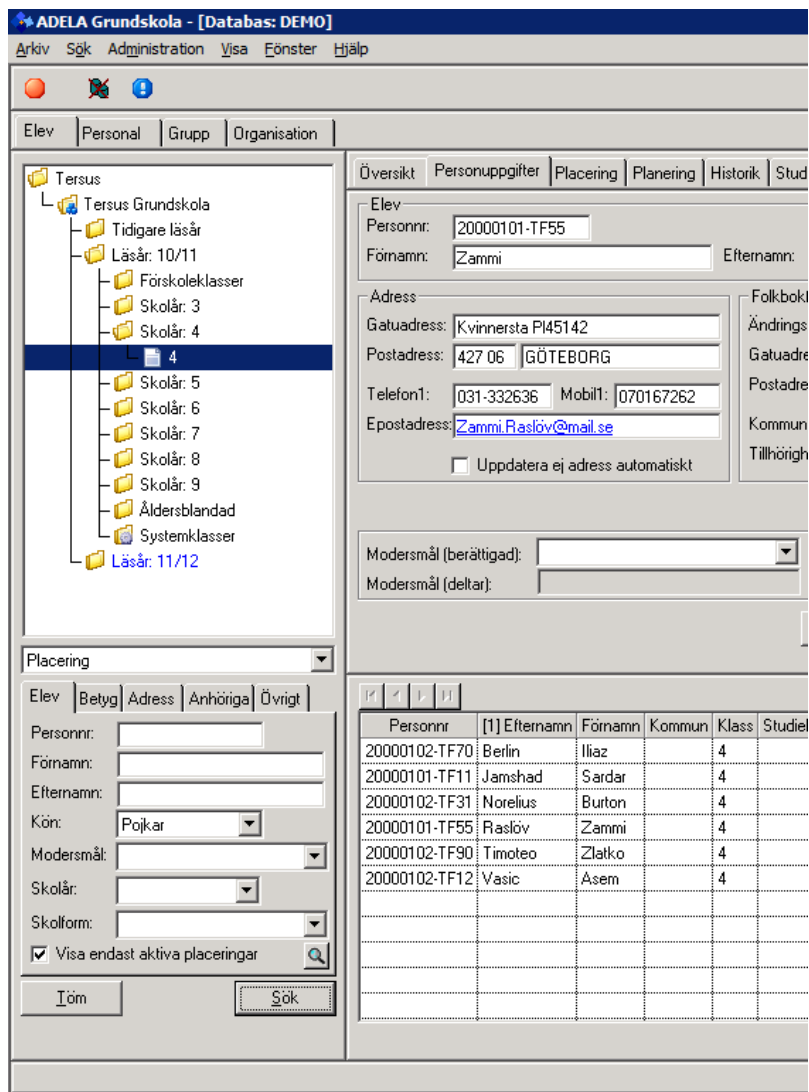 ADELA Grundskola - [Databas: DEMO]
Arkiv Sök Administration Visa Fönster Hjälp
Elev Personal Grupp Organisation
Tersus
Tersus Grundskola
Tidigare läsår
Läsår: 10/11
Förskoleklasser
Skolår: 3
Skolår: 4
4
Skolår: 5
Skolår: 6
Skolår: 7
Skolår: 8
Skolår: 9
Åldersblandad
Systemklasser
Läsår: 11/12
Placering
Elev Betyg Adress Anhöriga Övrigt
Personnr:
Förnamn:
Efternamn:
Kön: Pojkar
Modersmål:
Skolår:
Skolform:
Visa endast aktiva placeringar
Töm Sök
Översikt Personuppgifter Placering Planering Historik Stud
Elev
Personnr: 20000101-TF55
Förnamn: Zammi Efternamn:
Adress
Gatuadress: Kvinnersta Pl45142
Postadress: 427 06 GÖTEBORG
Telefon1: 031-332636 Mobil1: 070167262
Epostadress: Zammi.Raslöv@mail.se
Uppdatera ej adress automatiskt
Folkbokf
Ändrings
Gatuadre
Postadre
Kommun
Tillhörigh
Modersmål (berättigad):
Modersmål (deltar):
Personnr [1] Efternamn Förnamn Kommun Klass Studiel
20000102-TF70 Berlin Iliaz 4
20000101-TF11 Jamshad Sardar 4
20000102-TF31 Norelius Burton 4
20000101-TF55 Raslöv Zammi 4
20000102-TF90 Timoteo Zlatko 4
20000102-TF12 Vasic Asem 4